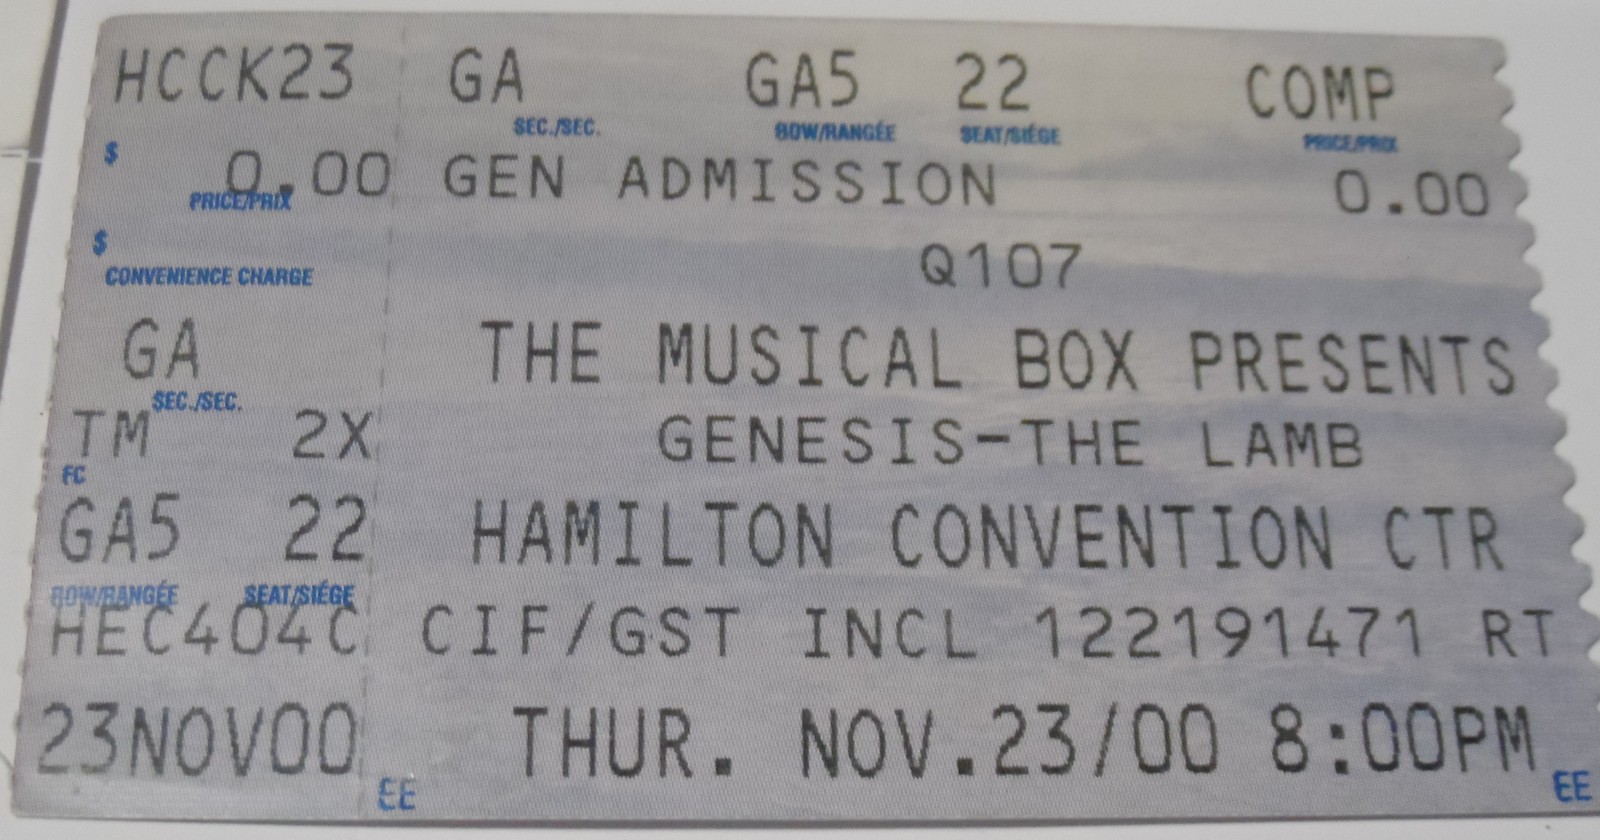 HCCK23 GA GA5 22 COMP
SEC./SEC. ROW/RANGÉE SEAT/SIÉGE PRICE/PRIX
$ 0.00 GEN ADMISSION 0.00
PRICE/PRIX
$ Q107
CONVENIENCE CHARGE
GA THE MUSICAL BOX PRESENTS
SEC./SEC.
TM 2X GENESIS-THE LAMB
FC
GA5 22 HAMILTON CONVENTION CTR
ROW/RANGÉE SEAT/SIÉGE
HEC404C CIF/GST INCL 122191471 RT
23NOV00 THUR. NOV.23/00 8:00PM
EE EE